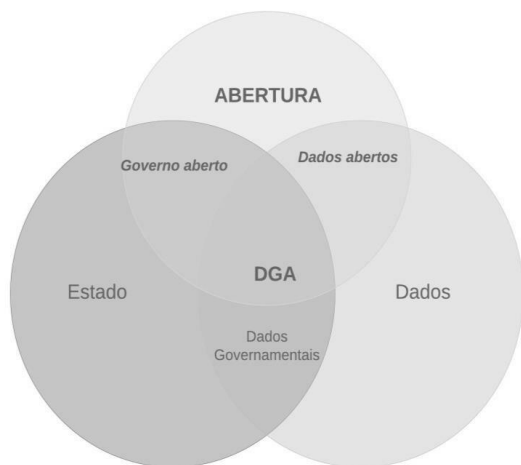 ABERTURA
Governo aberto
Dados abertos
DGA
Estado
Dados
Dados
Governamentais